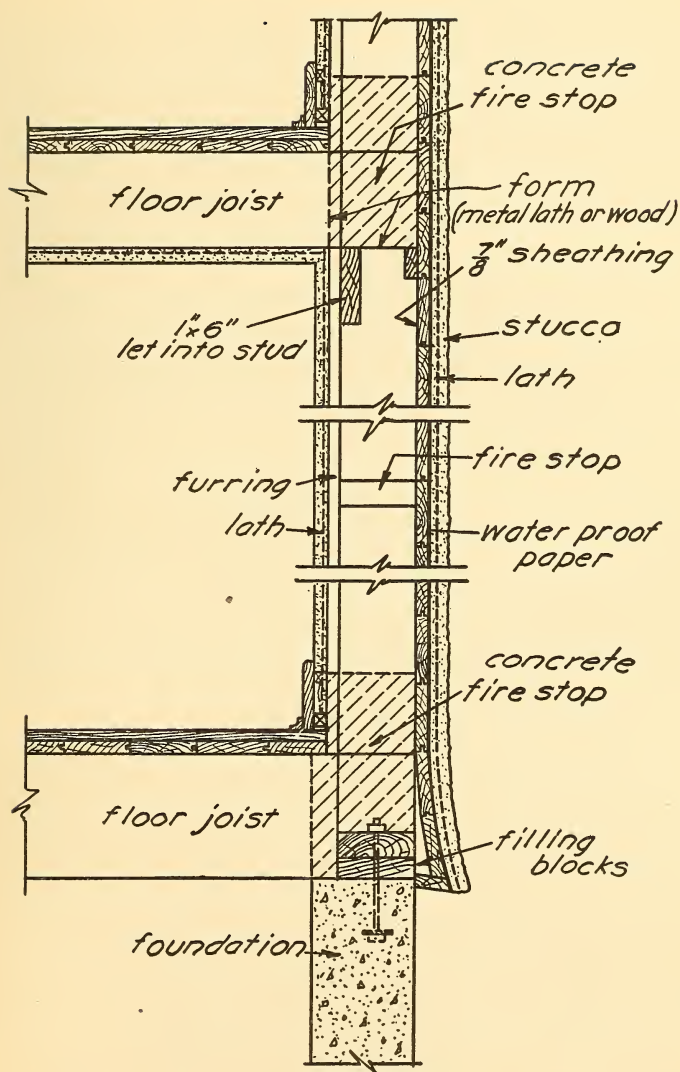 concrete
fire stop
floor joist
form
(metal lath or wood)
7/8" sheathing
1"x6"
let into stud
stucco
lath
fire stop
furring
lath
water proof
paper
concrete
fire stop
floor joist
filling
blocks
foundation